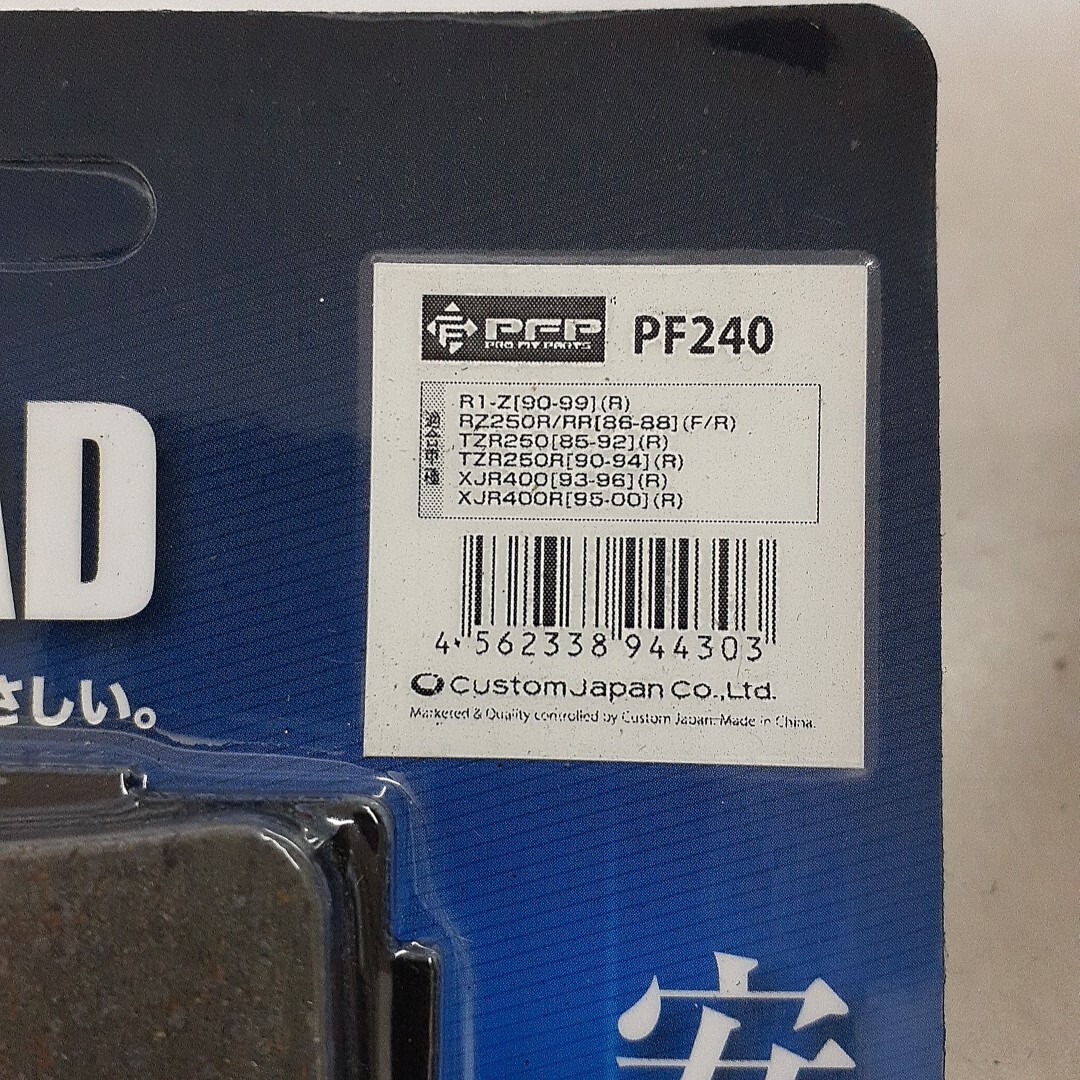 PFP
PRO MY PARTS
PF240
適合車種
R1-Z[90-99](R)
RZ250R/RR[86-88](F/R)
TZR250[85-92](R)
TZR250R[90-94](R)
XJR400[93-96](R)
XJR400R[95-00](R)
4 562338 944303
CustomJapan Co.,Ltd.
Marketed & Quality controlled by Custom Japan. Made in China.
AD
さしい。
安